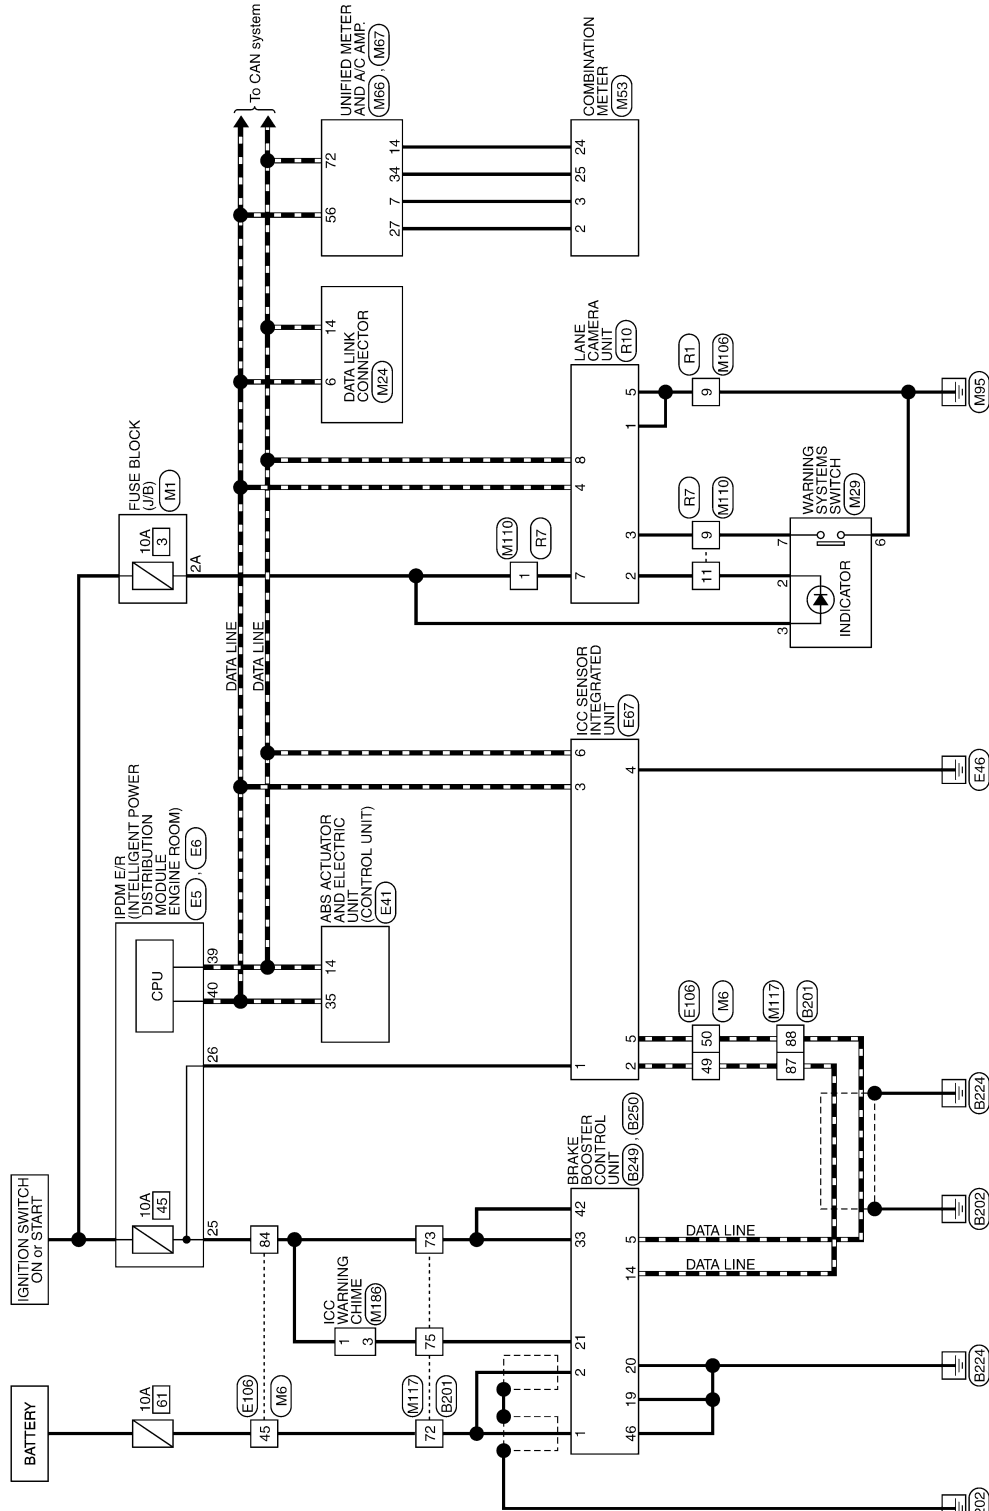 BATTERY
10A
61
E106
M6
45
M117
B201
72
IGNITION SWITCH
ON or START
10A
45
IPDM E/R
(INTELLIGENT POWER
DISTRIBUTION
MODULE
ENGINE ROOM)
E5 , E6
CPU
25
26
40
39
84
ICC
WARNING
CHIME
M186
1
3
75
73
BRAKE
BOOSTER
CONTROL
UNIT
B249 , B250
1
2
21
33
42
46
19
20
14
5
DATA LINE
DATA LINE
B202
B224
B202
B224
FUSE BLOCK
(J/B)
M1
10A
3
2A
DATA LINE
DATA LINE
To CAN system
ABS ACTUATOR
AND ELECTRIC
UNIT
(CONTROL UNIT)
E41
35
14
ICC SENSOR
INTEGRATED
UNIT
E67
1
3
6
2
5
4
E106
M6
49
50
M117
B201
87
88
E46
DATA LINK
CONNECTOR
M24
6
14
UNIFIED METER
AND A/C AMP.
M66 , M67
56
72
27
7
34
14
COMBINATION
METER
M53
2
3
25
24
M110
R7
1
LANE
CAMERA
UNIT
R10
7
4
8
2
3
1
5
R7
M110
11
9
R1
M106
9
WARNING
SYSTEMS
SWITCH
M29
3
2
7
6
INDICATOR
M95